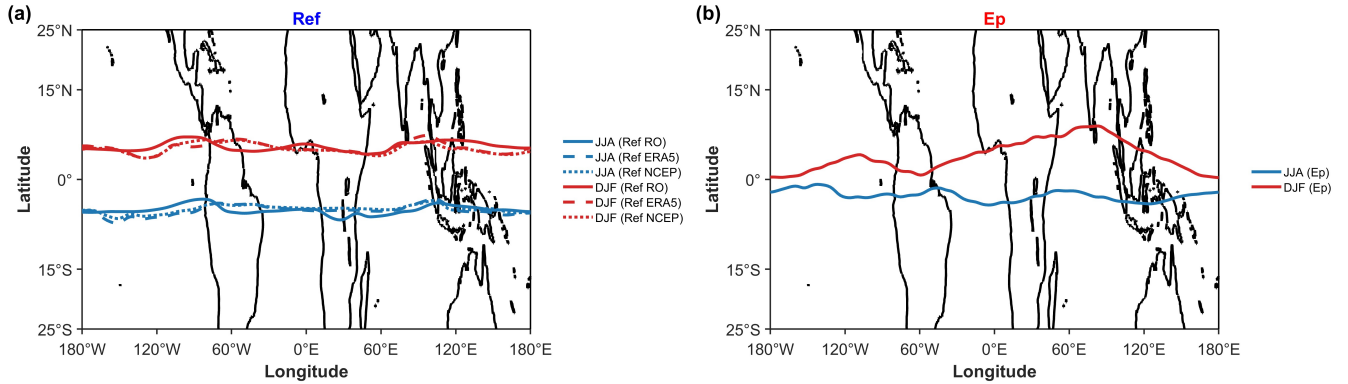 (a)
Ref
25°N
15°N
0°
15°S
25°S
Latitude
180°W 120°W 60°W 0°E 60°E 120°E 180°E
Longitude
JJA (Ref RO)
JJA (Ref ERA5)
JJA (Ref NCEP)
DJF (Ref RO)
DJF (Ref ERA5)
DJF (Ref NCEP)
(b)
Ep
25°N
15°N
0°
15°S
25°S
Latitude
180°W 120°W 60°W 0°E 60°E 120°E 180°E
Longitude
JJA (Ep)
DJF (Ep)